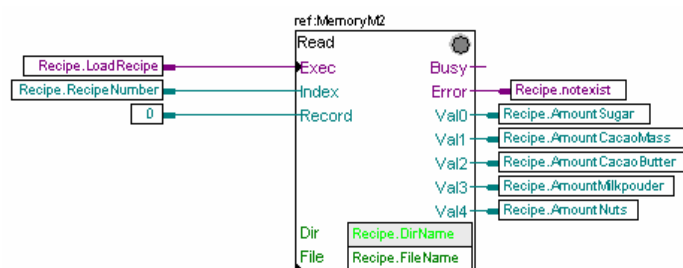 ref:MemoryM2
Read
Recipe.LoadRecipe Exec Busy
Recipe.RecipeNumber Index Error Recipe.notexist
0 Record Val0 Recipe.AmountSugar
Val1 Recipe.AmountCacaoMass
Val2 Recipe.AmountCacaoButter
Val3 Recipe.AmountMilkpouder
Val4 Recipe.AmountNuts
Dir Recipe.DirName
File Recipe.FileName